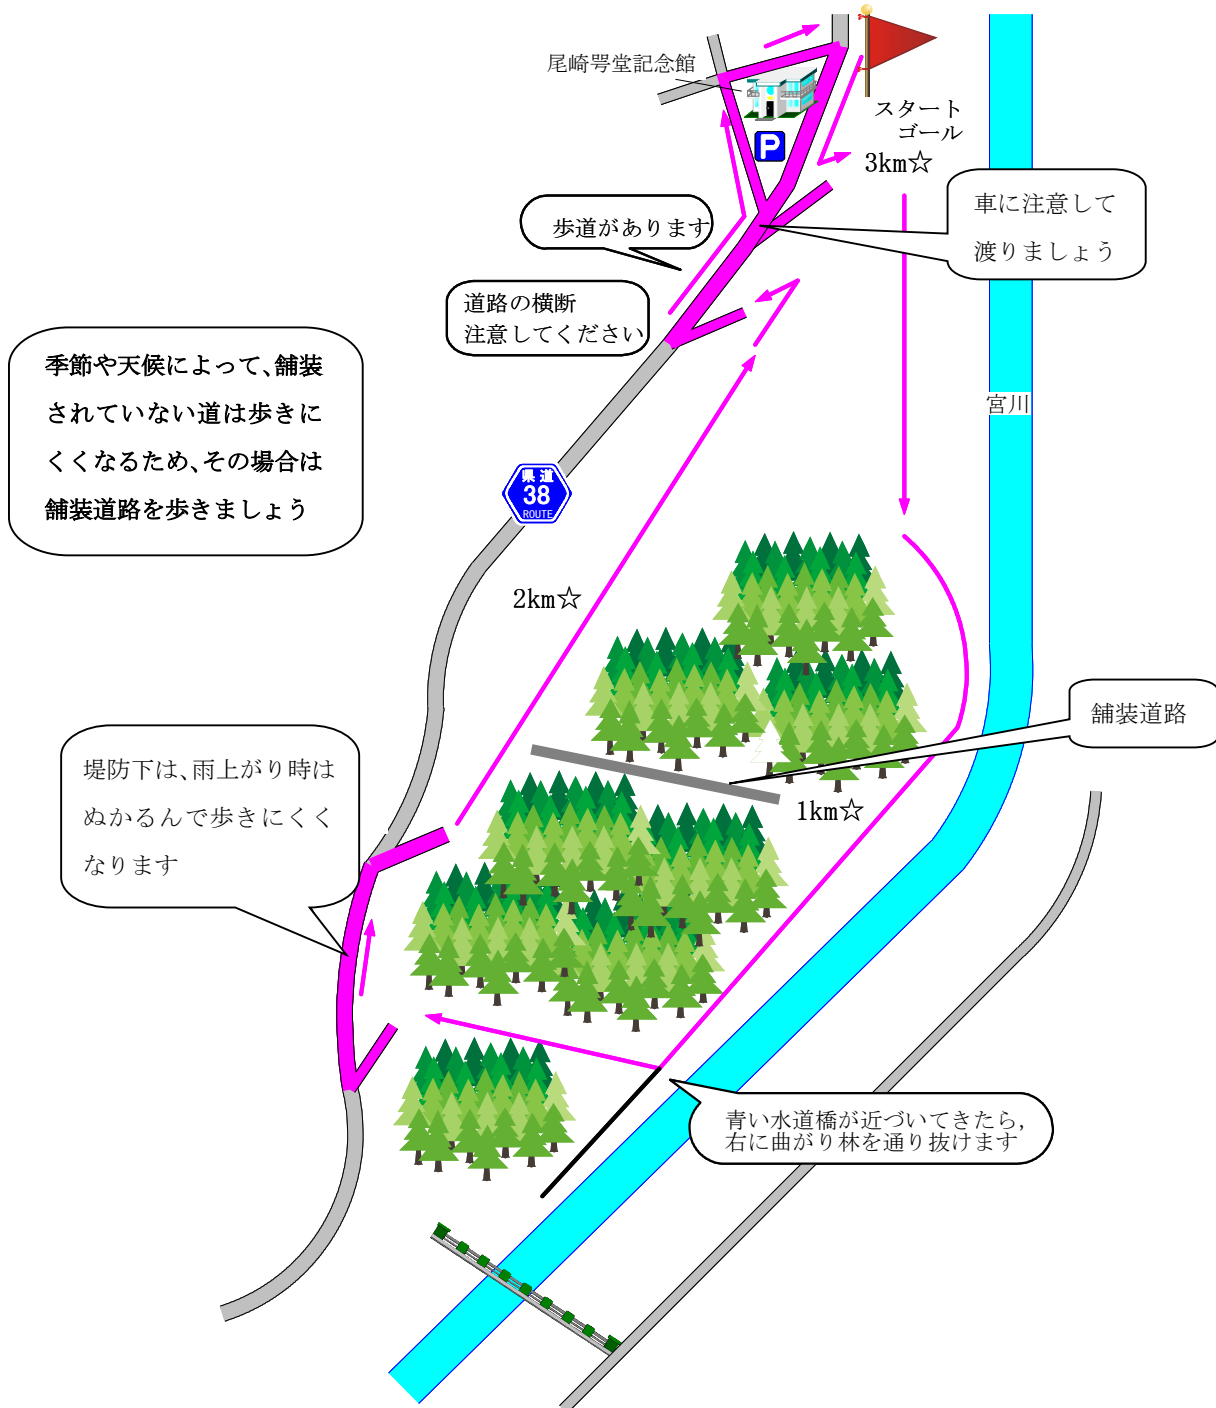 尾崎咢堂記念館
スタート
ゴール
P
3km☆
車に注意して
渡りましょう
歩道があります
道路の横断
注意してください
季節や天候によって、舗装
されていない道は歩きに
くくなるため、その場合は
舗装道路を歩きましょう
宮川
県道
38
ROUTE
2km☆
舗装道路
堤防下は、雨上がり時は
ぬかるんで歩きにくく
なります
1km☆
青い水道橋が近づいてきたら,
右に曲がり林を通り抜けます